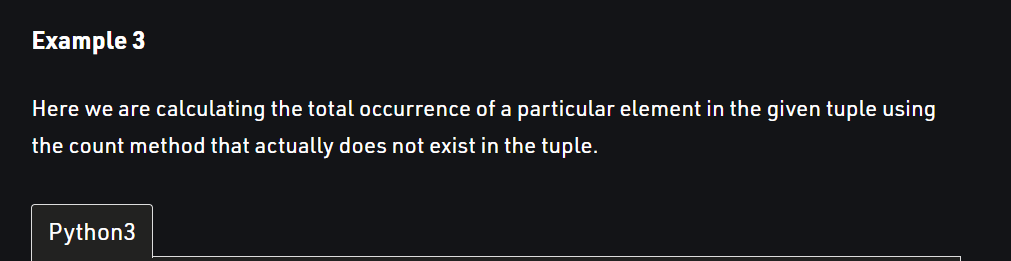 Example 3
Here we are calculating the total occurrence of a particular element in the given tuple using
the count method that actually does not exist in the tuple.
Python3